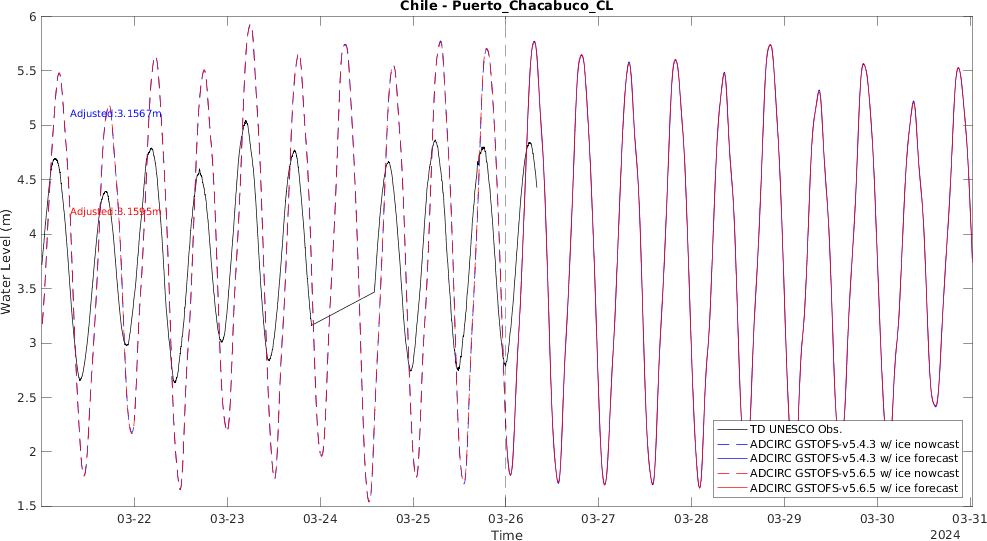 Chile - Puerto_Chacabuco_CL
6
5.5
5
4.5
4
3.5
3
2.5
2
1.5
Water Level (m)
Adjusted:3.1567m
Adjusted:3.1595m
TD UNESCO Obs.
ADCIRC GSTOFS-v5.4.3 w/ ice nowcast
ADCIRC GSTOFS-v5.4.3 w/ ice forecast
ADCIRC GSTOFS-v5.6.5 w/ ice nowcast
ADCIRC GSTOFS-v5.6.5 w/ ice forecast
03-22 03-23 03-24 03-25 03-26 03-27 03-28 03-29 03-30 03-31
Time
2024